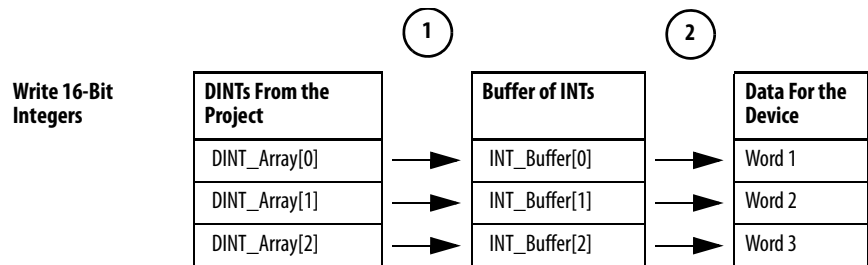 1
2
Write 16-Bit
Integers
DINTs From the
Project
Buffer of INTs
Data For the
Device
DINT_Array[0]
INT_Buffer[0]
Word 1
DINT_Array[1]
INT_Buffer[1]
Word 2
DINT_Array[2]
INT_Buffer[2]
Word 3